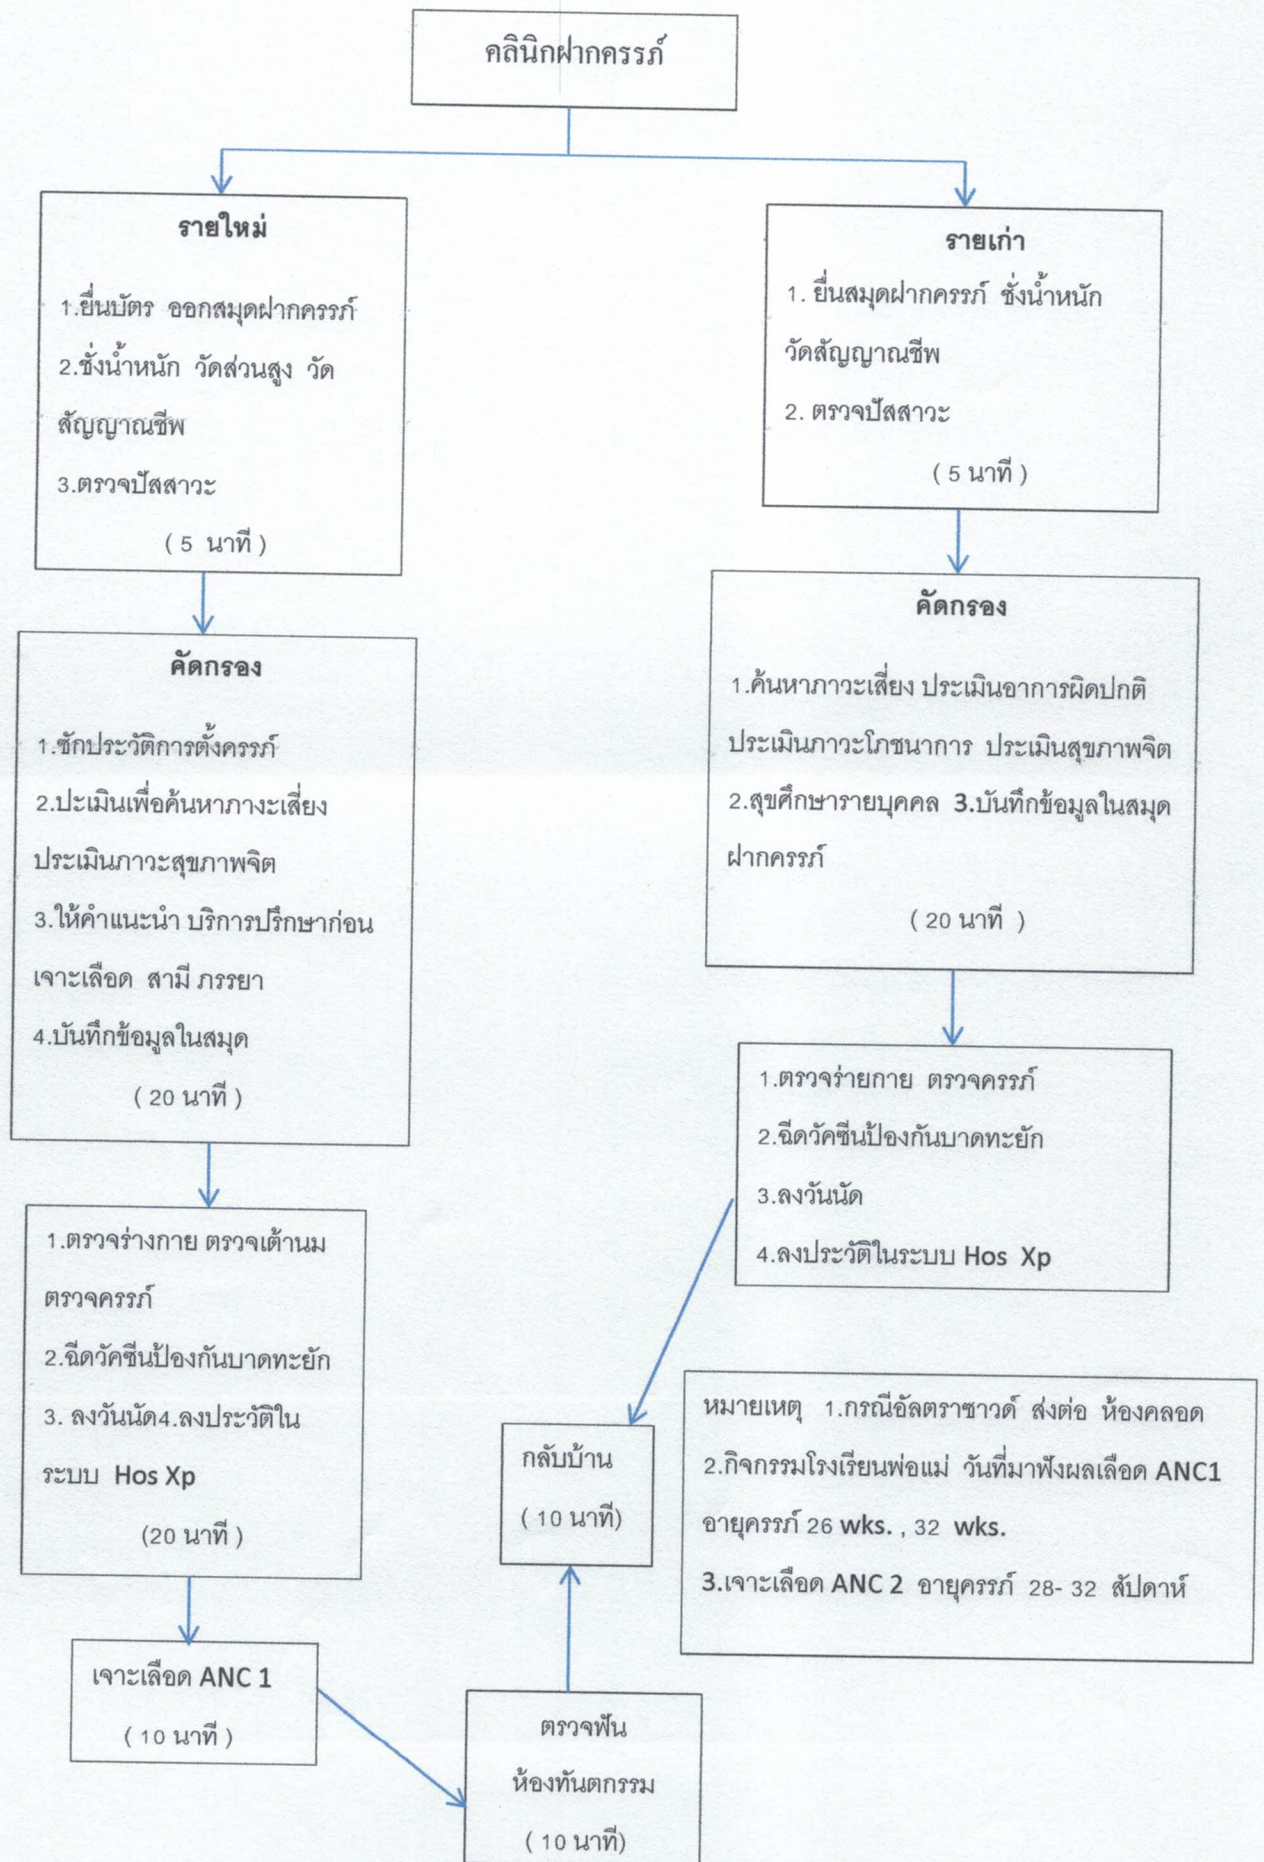 คลินิกฝากครรภ์
รายใหม่
1.ยื่นบัตร ออกสมุดฝากครรภ์
2.ชั่งน้ำหนัก วัดส่วนสูง วัด
สัญญาณชีพ
3.ตรวจปัสสาวะ
( 5 นาที )
คัดกรอง
1.ซักประวัติการตั้งครรภ์
2.ปะเมินเพื่อค้นหาภางะเสี่ยง
ประเมินภาวะสุขภาพจิต
3.ให้คำแนะนำ บริการปรึกษาก่อน
เจาะเลือด สามี ภรรยา
4.บันทึกข้อมูลในสมุด
( 20 นาที )
1.ตรวจร่างกาย ตรวจเต้านม
ตรวจครรภ์
2.ฉีดวัคซีนป้องกันบาดทะยัก
3. ลงวันนัด4.ลงประวัติใน
ระบบ Hos Xp
(20 นาที )
เจาะเลือด ANC 1
( 10 นาที )
รายเก่า
1. ยื่นสมุดฝากครรภ์ ชั่งน้ำหนัก
วัดสัญญาณชีพ
2. ตรวจปัสสาวะ
( 5 นาที )
คัดกรอง
1.ค้นหาภาวะเสี่ยง ประเมินอาการผิดปกติ
ประเมินภาวะโภชนาการ ประเมินสุขภาพจิต
2.สุขศึกษารายบุคคล 3.บันทึกข้อมูลในสมุด
ฝากครรภ์
( 20 นาที )
1.ตรวจร่ายกาย ตรวจครรภ์
2.ฉีดวัคซีนป้องกันบาดทะยัก
3.ลงวันนัด
4.ลงประวัติในระบบ Hos Xp
กลับบ้าน
( 10 นาที)
ตรวจฟัน
ห้องทันตกรรม
( 10 นาที)
หมายเหตุ 1.กรณีอัลตราซาวด์ ส่งต่อ ห้องคลอด
2.กิจกรรมโรงเรียนพ่อแม่ วันที่มาฟังผลเลือด ANC1
อายุครรภ์ 26 wks. , 32 wks.
3.เจาะเลือด ANC 2 อายุครรภ์ 28- 32 สัปดาห์